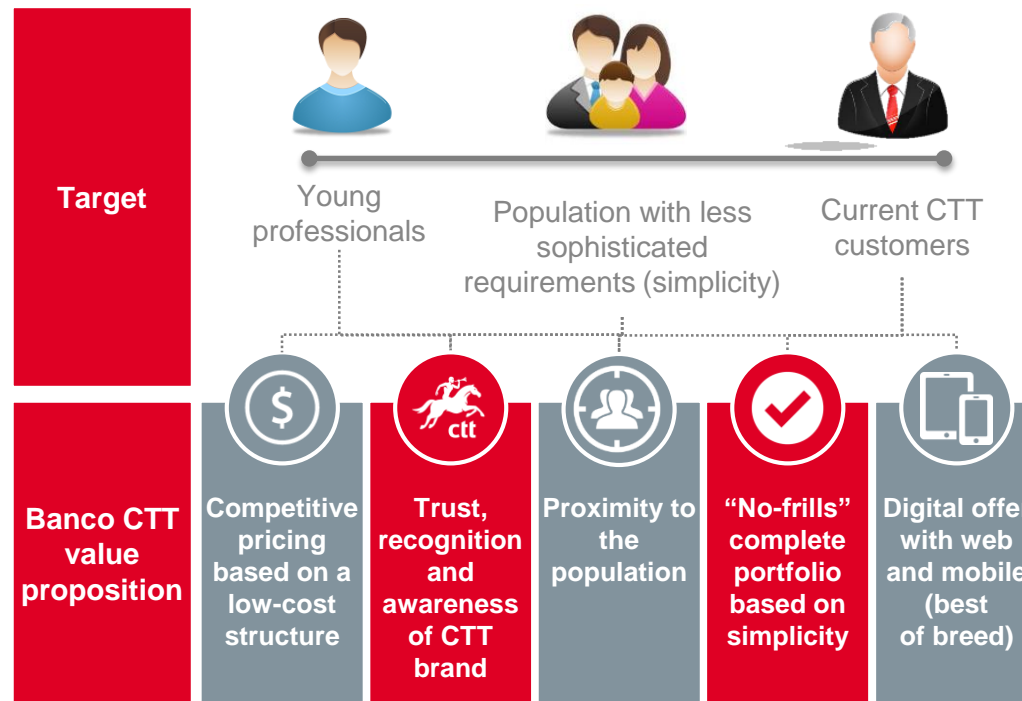 Target
Young
professionals
Population with less
sophisticated
requirements (simplicity)
Current CTT
customers
$
ctt
Banco CTT
value
proposition
Competitive
pricing
based on a
low-cost
structure
Trust,
recognition
and
awareness
of CTT
brand
Proximity to
the
population
“No-frills”
complete
portfolio
based on
simplicity
Digital offe
with web
and mobile
(best
of breed)